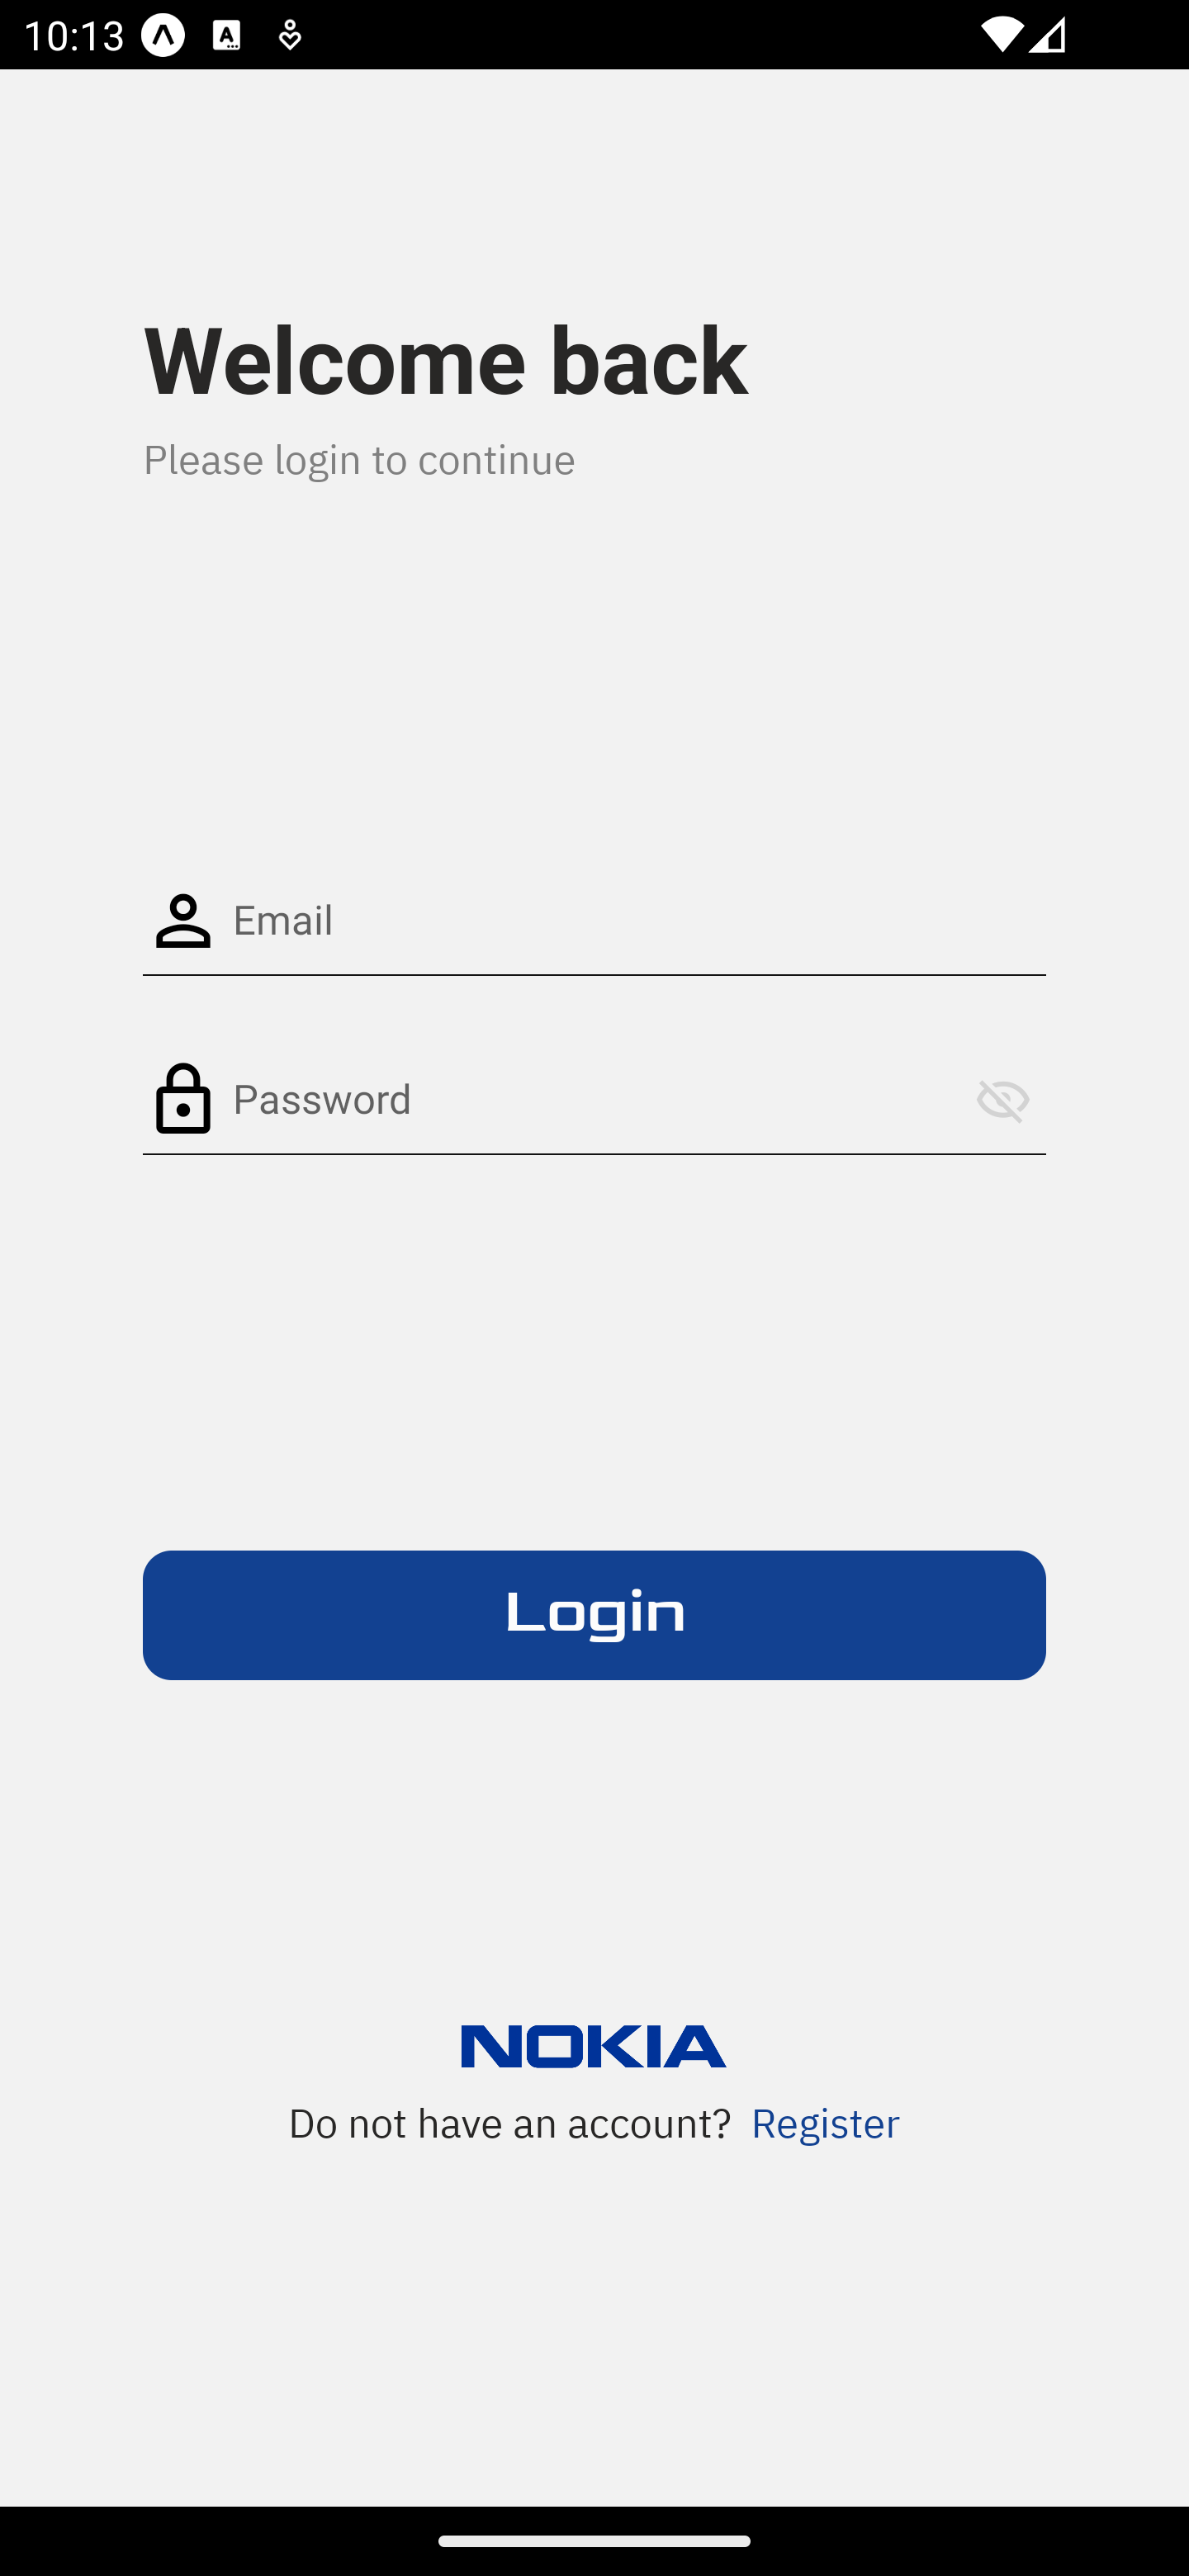 10:13
Welcome back
Please login to continue
Email
Password
Login
NOKIA
Do not have an account? Register